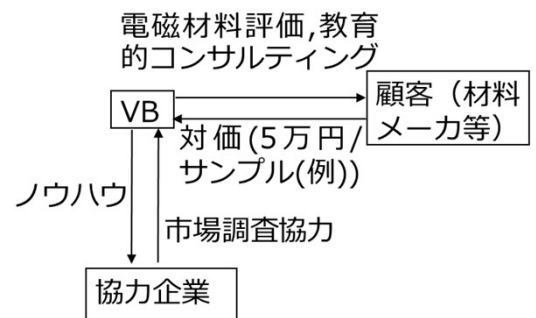 電磁材料評価,教育
的コンサルティング
VB
顧客（材料
メーカ等）
対価(5万円/
サンプル(例))
ノウハウ
市場調査協力
協力企業